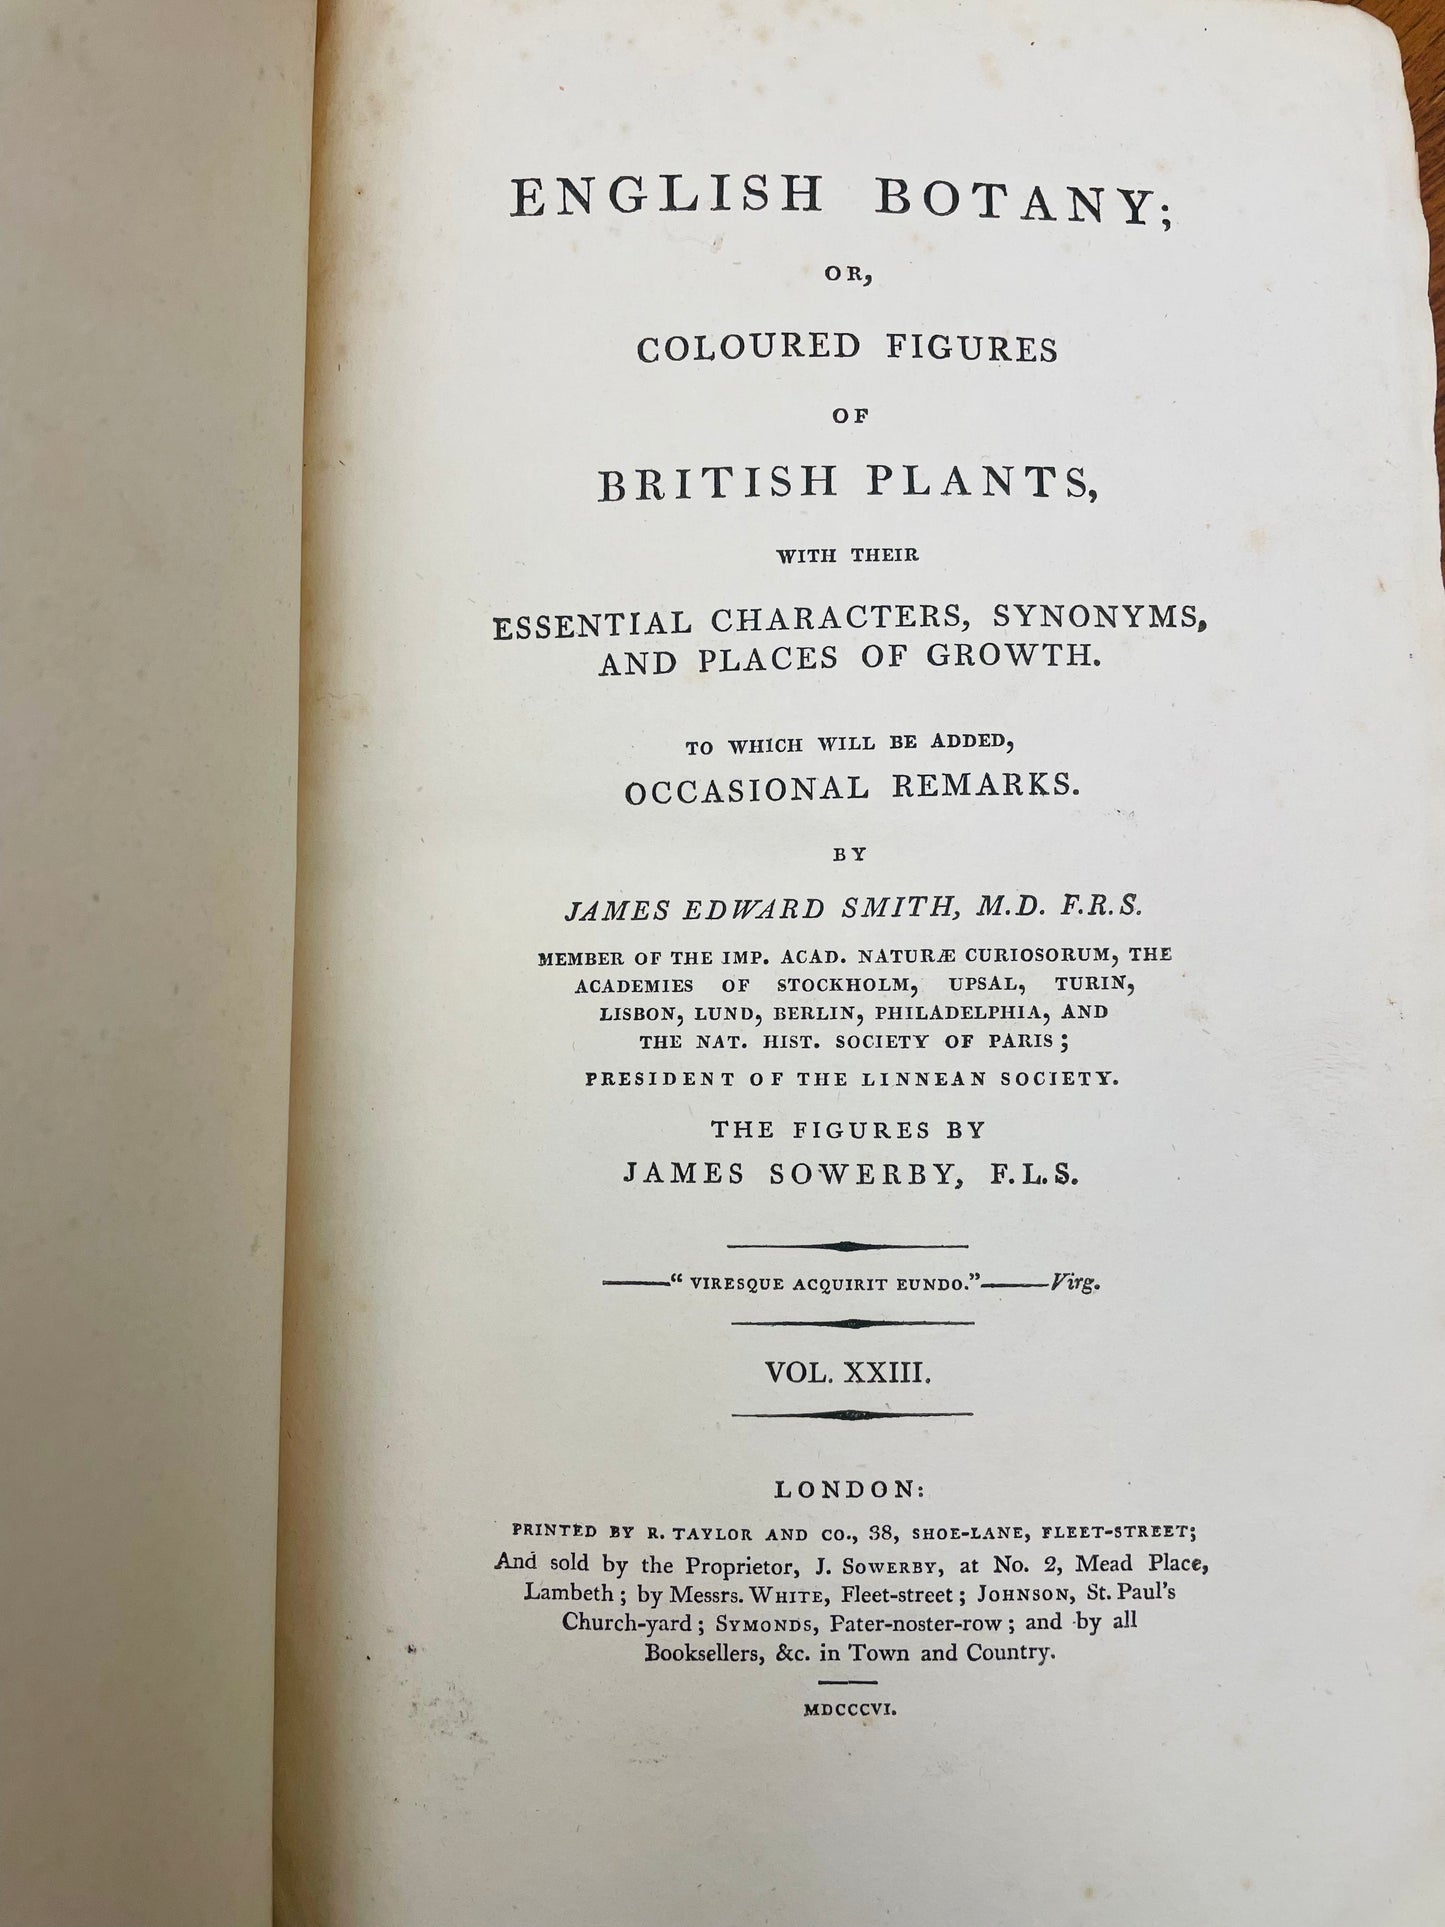 ENGLISH BOTANY;
OR,
COLOURED FIGURES
OF
BRITISH PLANTS,
WITH THEIR
ESSENTIAL CHARACTERS, SYNONYMS,
AND PLACES OF GROWTH.
TO WHICH WILL BE ADDED,
OCCASIONAL REMARKS.
BY
JAMES EDWARD SMITH, M.D. F.R.S.
MEMBER OF THE IMP. ACAD. NATURÆ CURIOSORUM, THE
ACADEMIES OF STOCKHOLM, UPSAL, TURIN,
LISBON, LUND, BERLIN, PHILADELPHIA, AND
THE NAT. HIST. SOCIETY OF PARIS;
PRESIDENT OF THE LINNEAN SOCIETY.
THE FIGURES BY
JAMES SOWERBY, F.L.S.
——“VIRESQUE ACQUIRIT EUNDO.”——Virg.
VOL. XXIII.
LONDON:
PRINTED BY R. TAYLOR AND CO., 38, SHOE-LANE, FLEET-STREET;
And sold by the Proprietor, J. SOWERBY, at No. 2, Mead Place,
Lambeth; by Messrs. WHITE, Fleet-street; JOHNSON, St. Paul's
Church-yard; SYMONDS, Pater-noster-row; and by all
Booksellers, &c. in Town and Country.
MDCCCVI.